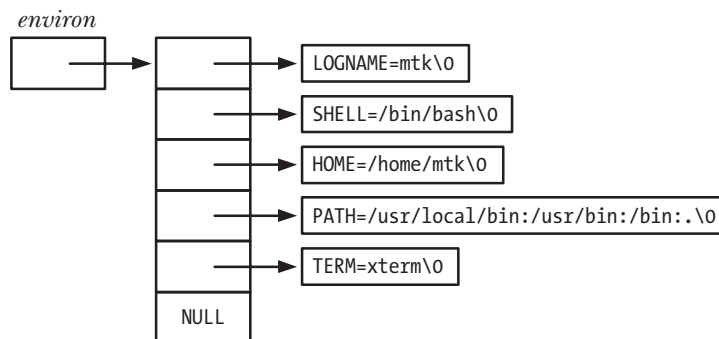 environ
LOGNAME=mtk\0
SHELL=/bin/bash\0
HOME=/home/mtk\0
PATH=/usr/local/bin:/usr/bin:/bin:.\0
TERM=xterm\0
NULL